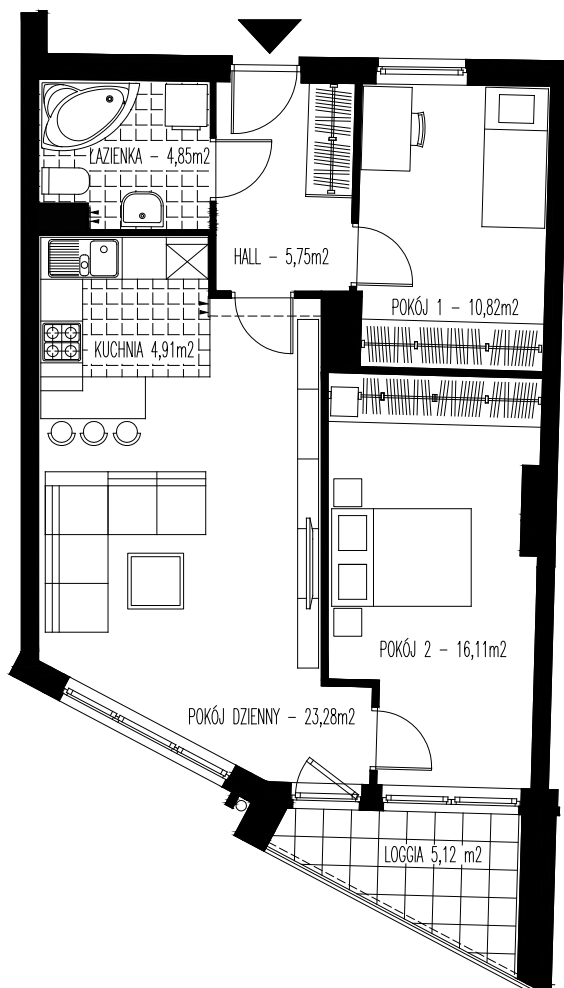 ŁAZIENKA - 4,85m2
HALL - 5,75m2
POKÓJ 1 - 10,82m2
KUCHNIA 4,91m2
POKÓJ 2 - 16,11m2
POKÓJ DZIENNY - 23,28m2
LOGGIA 5,12 m2